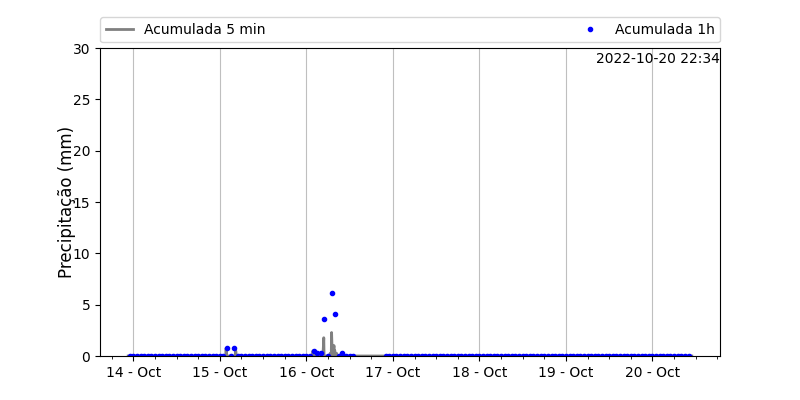 Acumulada 5 min
Acumulada 1h
2022-10-20 22:34
Precipitação (mm)
30
25
20
15
10
5
0
14 - Oct
15 - Oct
16 - Oct
17 - Oct
18 - Oct
19 - Oct
20 - Oct